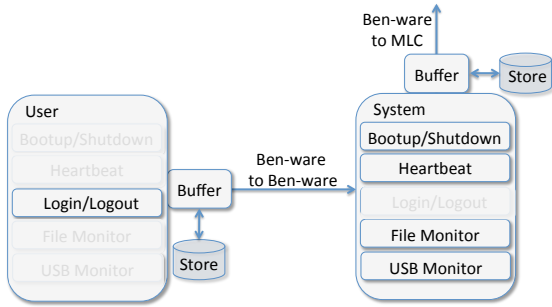 Ben-ware
to MLC
Buffer
Store
User
Bootup/Shutdown
Heartbeat
Login/Logout
File Monitor
USB Monitor
Buffer
Store
Ben-ware
to Ben-ware
System
Bootup/Shutdown
Heartbeat
Login/Logout
File Monitor
USB Monitor